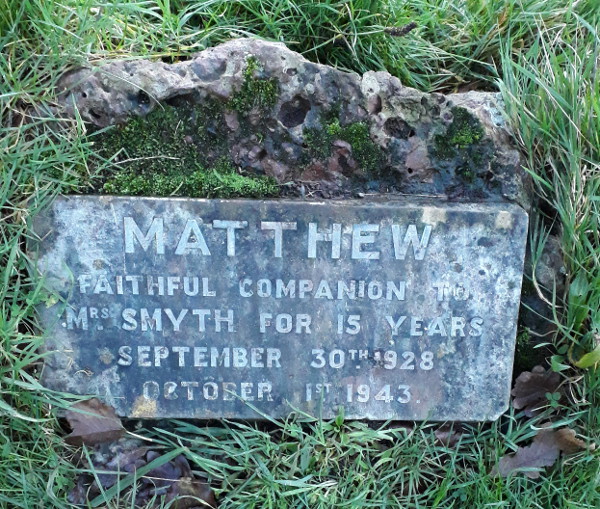 MATTHEW
FAITHFUL COMPANION TO
MRS. SMYTH FOR 15 YEARS
SEPTEMBER 30TH 1928
OCTOBER 1ST 1943.